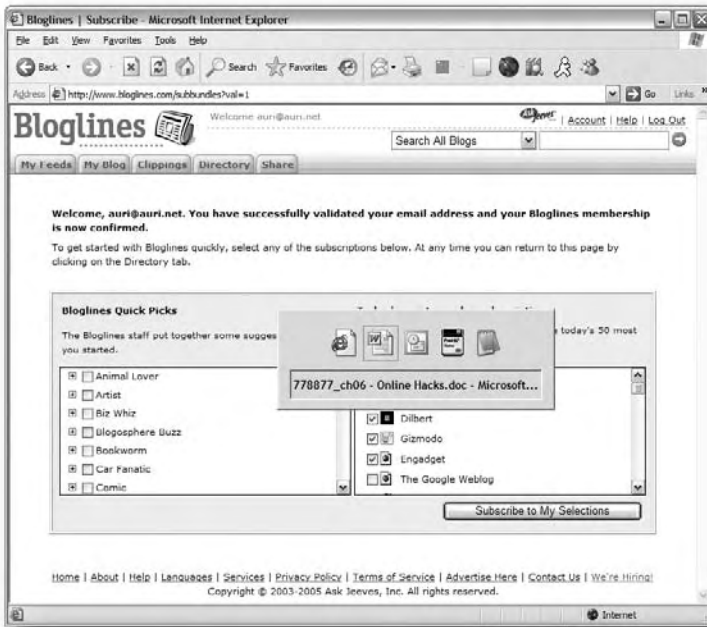 Bloglines | Subscribe - Microsoft Internet Explorer
File Edit View Favorites Tools Help
Back Search Favorites
Address http://www.bloglines.com/subbundles?val=1 Go Links »
Bloglines
Welcome auri@auri.net
Ask Jeeves | Account | Help | Log Out
Search All Blogs
My Feeds My Blog Clippings Directory Share
Welcome, auri@auri.net. You have successfully validated your email address and your Bloglines membership
is now confirmed.
To get started with Bloglines quickly, select any of the subscriptions below. At any time you can return to this page by
clicking on the Directory tab.
Bloglines Quick Picks
The Bloglines staff put together some
you started.
Animal Lover
Artist
Biz Whiz
Blogosphere Buzz
Bookworm
Car Fanatic
Comic
today's 50 most
778877_ch06 - Online Hacks.doc - Microsoft...
Dilbert
Gizmodo
Engadget
The Google Weblog
Subscribe to My Selections
Home | About | Help | Languages | Services | Privacy Policy | Terms of Service | Advertise Here | Contact Us | We're Hiring!
Copyright © 2003-2005 Ask Jeeves, Inc. All rights reserved.
Internet